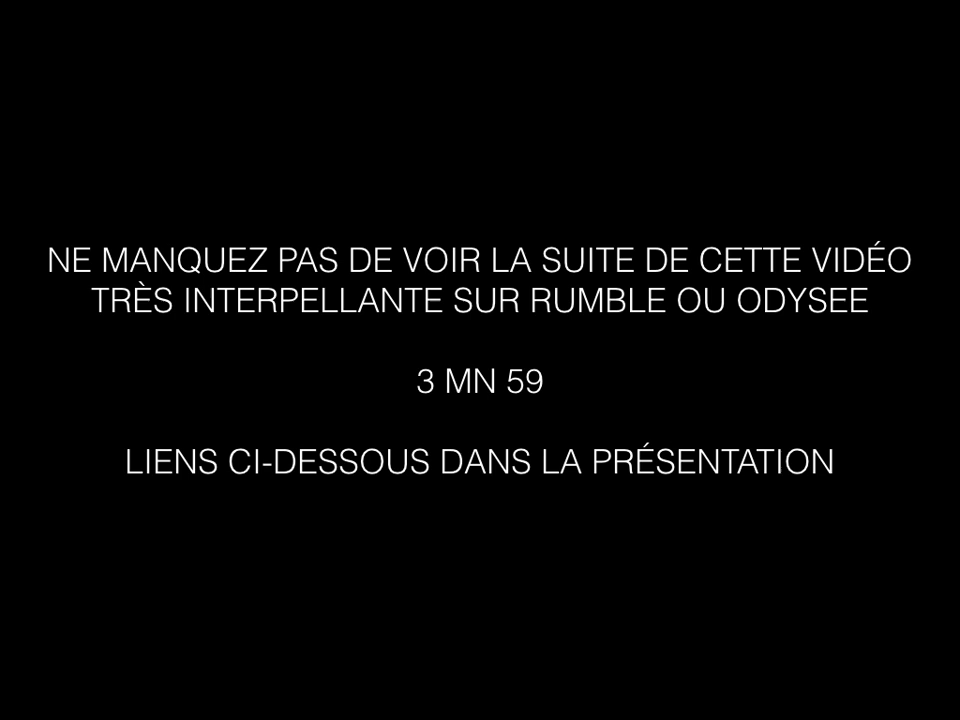 NE MANQUEZ PAS DE VOIR LA SUITE DE CETTE VIDÉO
TRÈS INTERPELLANTE SUR RUMBLE OU ODYSEE
3 MN 59
LIENS CI-DESSOUS DANS LA PRÉSENTATION